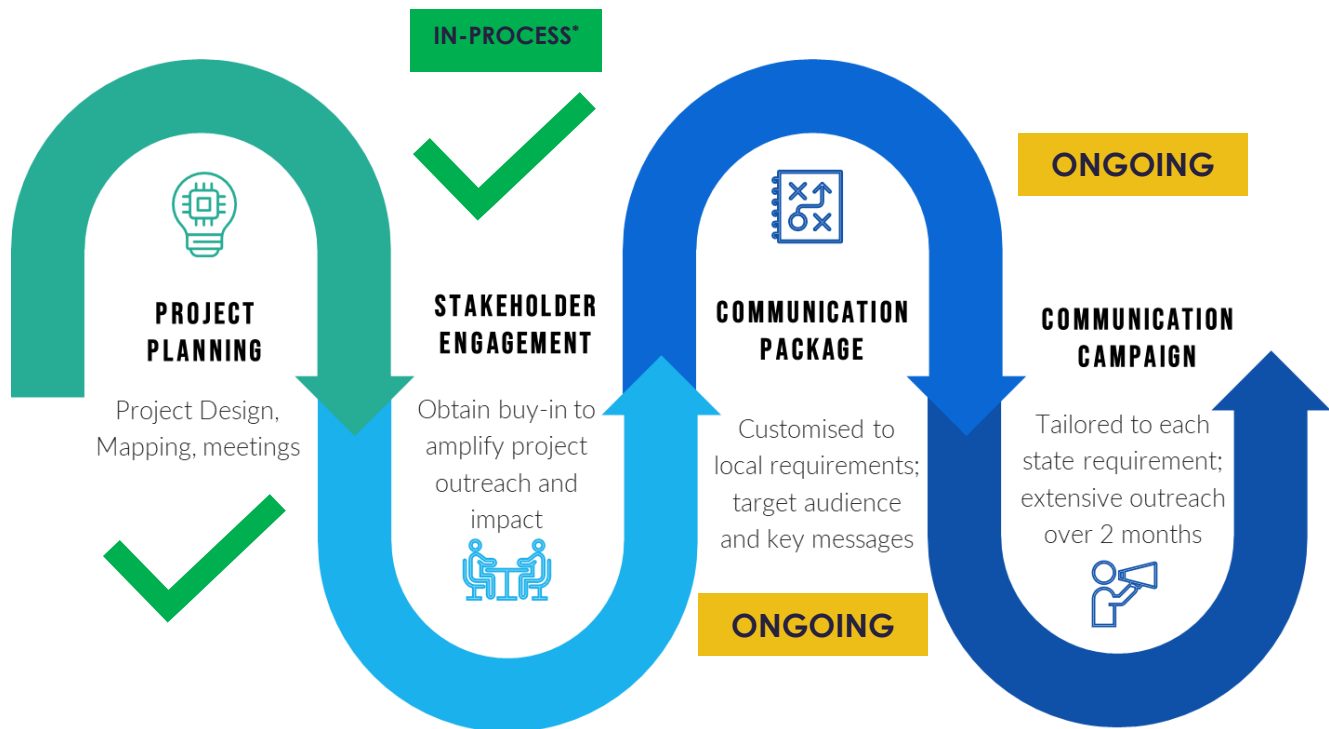 IN-PROCESS*
PROJECT
PLANNING
Project Design,
Mapping, meetings
STAKEHOLDER
ENGAGEMENT
Obtain buy-in to
amplify project
outreach and
impact
COMMUNICATION
PACKAGE
Customised to
local requirements;
target audience
and key messages
ONGOING
ONGOING
COMMUNICATION
CAMPAIGN
Tailored to each
state requirement;
extensive outreach
over 2 months